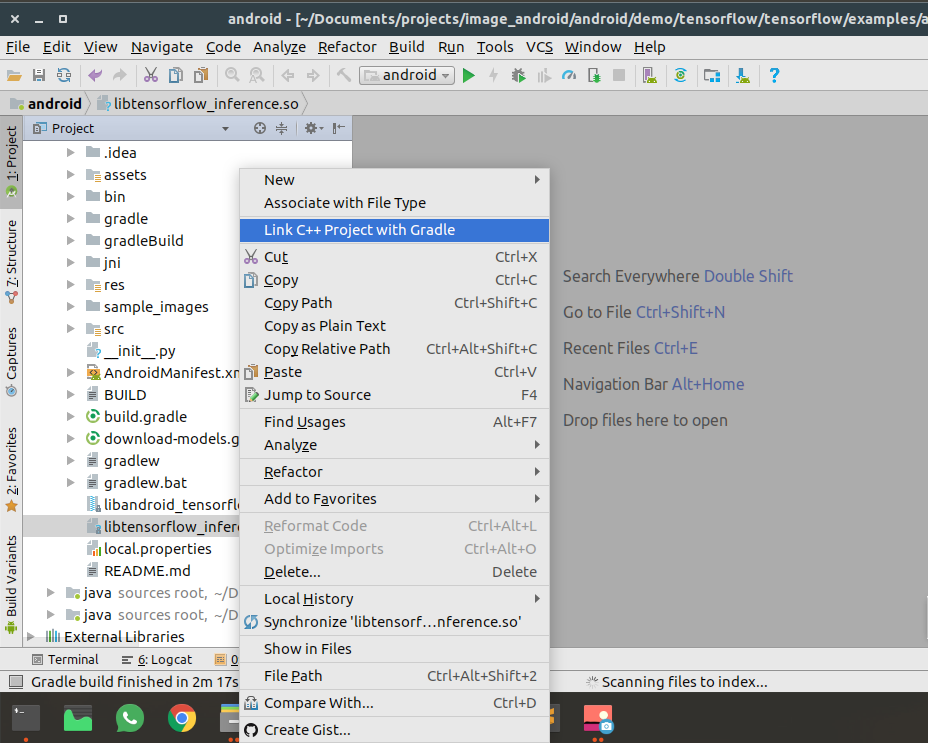 android - [~/Documents/projects/image_android/android/demo/tensorflow/tensorflow/examples/a
File Edit View Navigate Code Analyze Refactor Build Run Tools VCS Window Help
android
android libtensorflow_inference.so
Project
1: Project
7: Structure
Captures
2: Favorites
Build Variants
.idea
assets
bin
gradle
gradleBuild
jni
res
sample_images
src
__init__.py
AndroidManifest.xm
BUILD
build.gradle
download-models.g
gradlew
gradlew.bat
libandroid_tensorfl
libtensorflow_infere
local.properties
README.md
java sources root, ~/D
java sources root, ~/D
External Libraries
New
Associate with File Type
Link C++ Project with Gradle
Cut Ctrl+X
Copy Ctrl+C
Copy Path Ctrl+Shift+C
Copy as Plain Text
Copy Relative Path Ctrl+Alt+Shift+C
Paste Ctrl+V
Jump to Source F4
Find Usages Alt+F7
Analyze
Refactor
Add to Favorites
Reformat Code Ctrl+Alt+L
Optimize Imports Ctrl+Alt+O
Delete... Delete
Local History
Synchronize 'libtensorf...nference.so'
Show in Files
File Path Ctrl+Alt+Shift+2
Compare With... Ctrl+D
Create Gist...
Search Everywhere Double Shift
Go to File Ctrl+Shift+N
Recent Files Ctrl+E
Navigation Bar Alt+Home
Drop files here to open
Terminal 6: Logcat 0
Gradle build finished in 2m 17s
Scanning files to index...